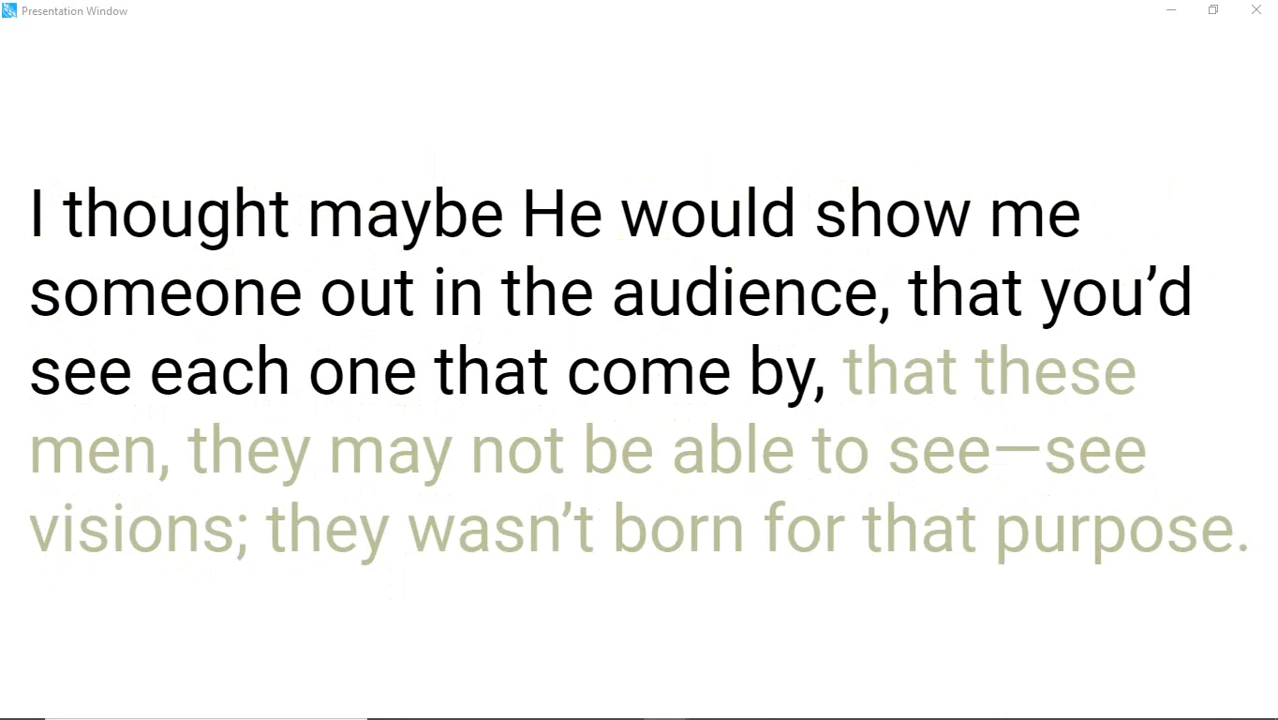 Presentation Window
I thought maybe He would show me
someone out in the audience, that you’d
see each one that come by, that these
men, they may not be able to see—see
visions; they wasn’t born for that purpose.